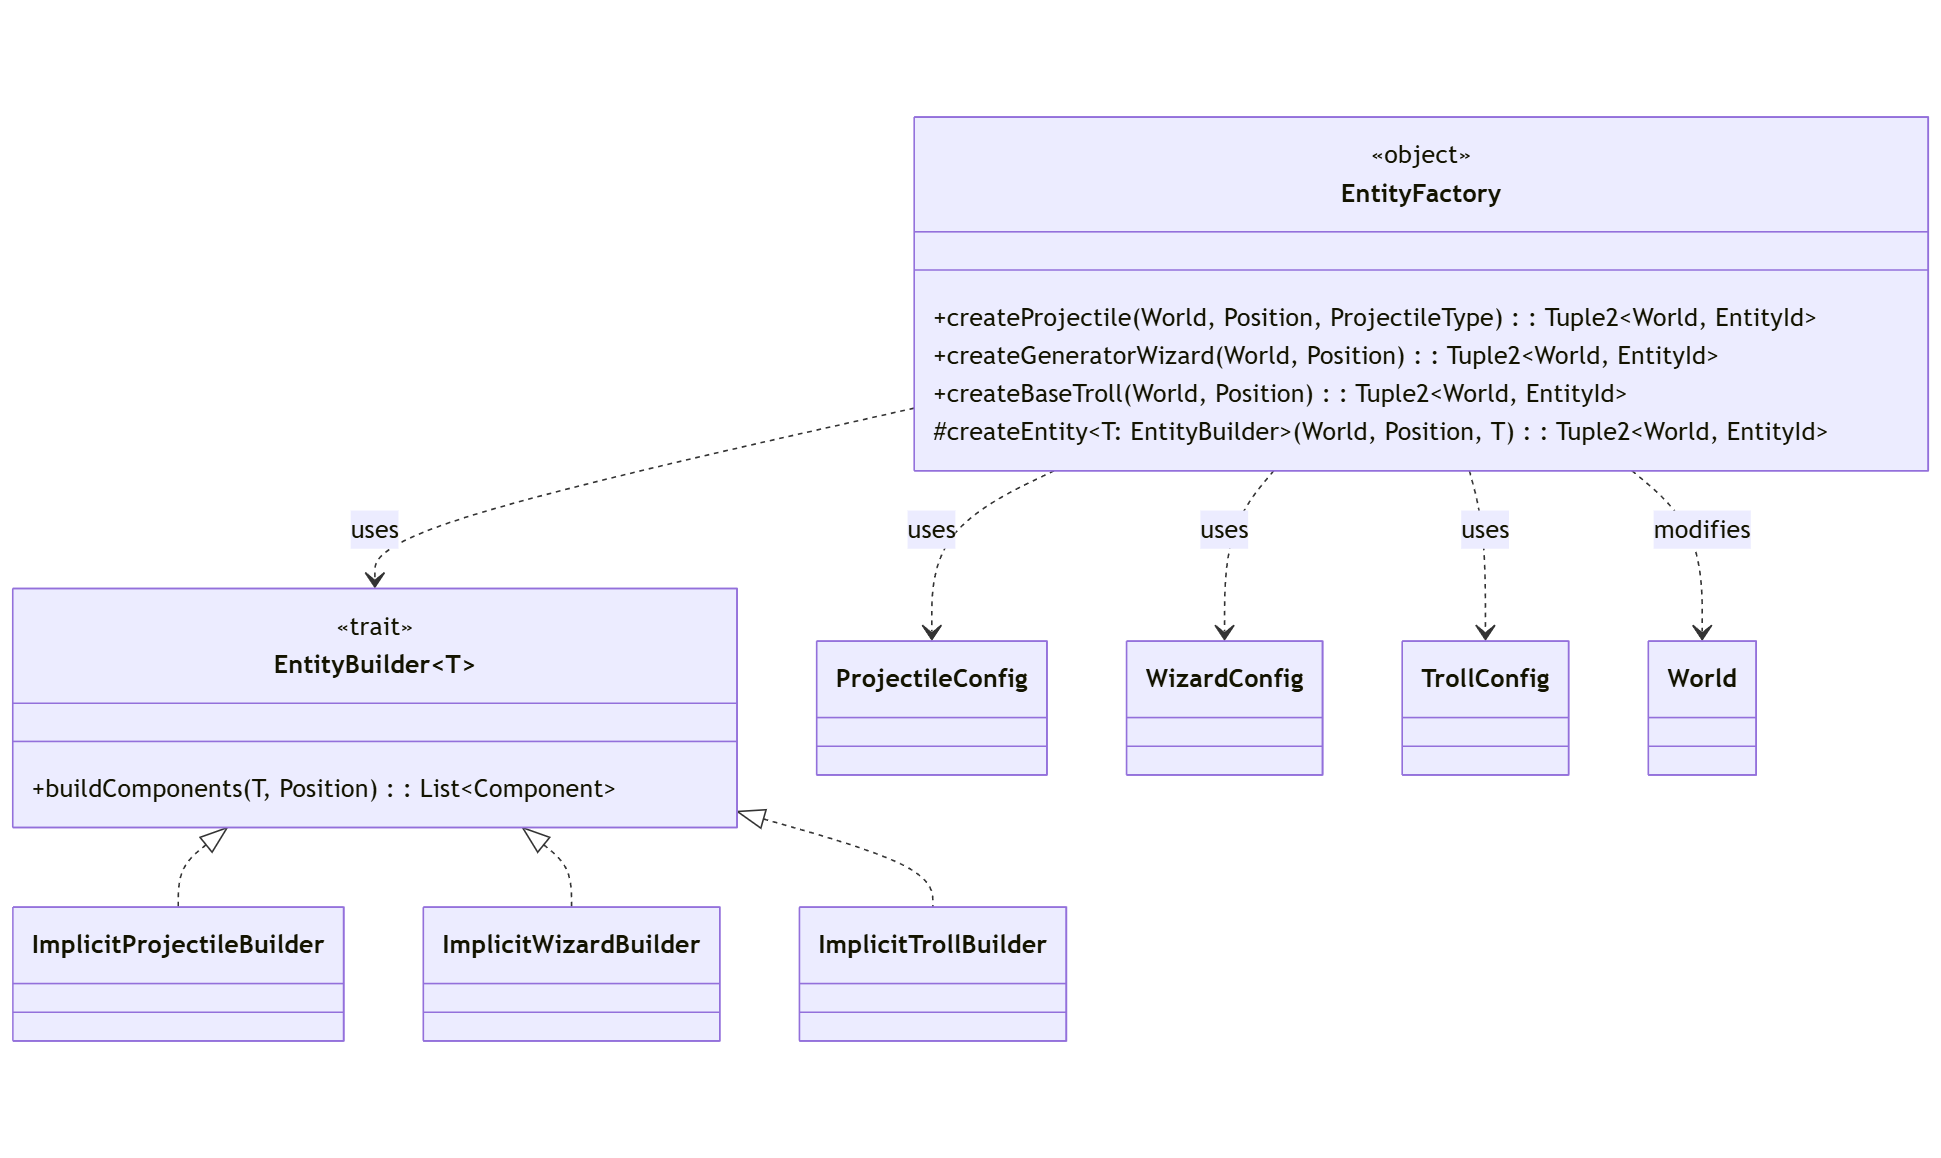 «object»
EntityFactory
+createProjectile(World, Position, ProjectileType) : : Tuple2<World, EntityId>
+createGeneratorWizard(World, Position) : : Tuple2<World, EntityId>
+createBaseTroll(World, Position) : : Tuple2<World, EntityId>
#createEntity<T: EntityBuilder>(World, Position, T) : : Tuple2<World, EntityId>
uses
uses
uses
uses
modifies
«trait»
EntityBuilder<T>
+buildComponents(T, Position) : : List<Component>
ProjectileConfig
WizardConfig
TrollConfig
World
ImplicitProjectileBuilder
ImplicitWizardBuilder
ImplicitTrollBuilder